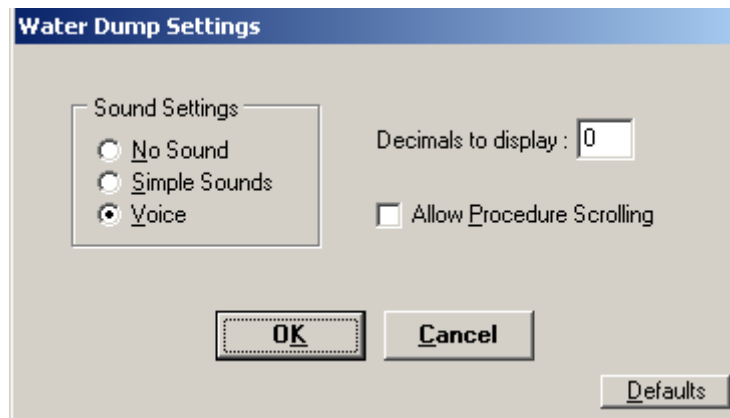 Water Dump Settings
Sound Settings
No Sound
Simple Sounds
Voice
Decimals to display : 0
Allow Procedure Scrolling
OK
Cancel
Defaults